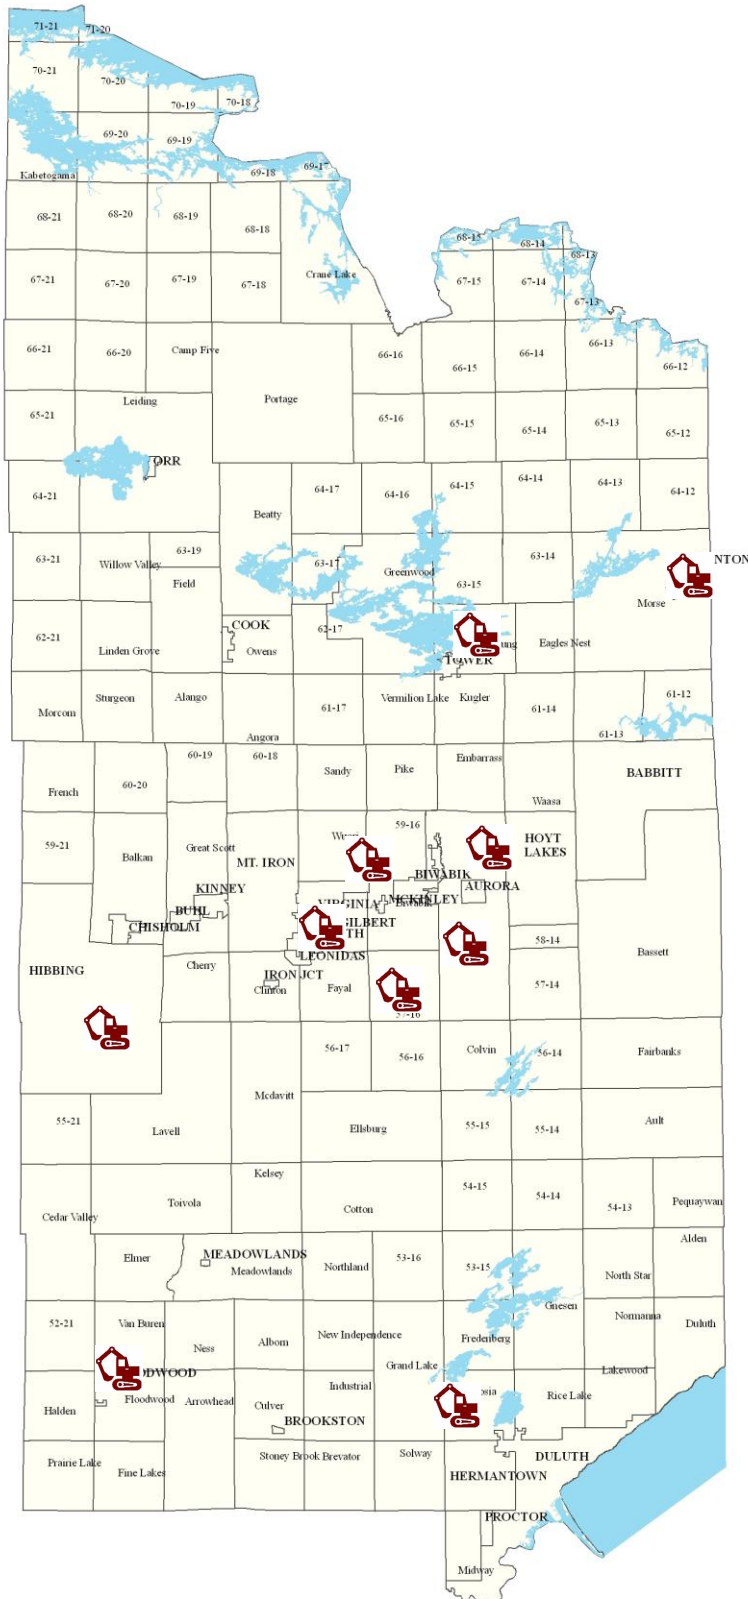 71-21
71-20
70-21
70-20
70-19
70-18
69-20
69-19
69-17
69-18
Kabetogama
68-21
68-20
68-19
68-18
68-15
68-14
68-13
Crane Lake
67-21
67-20
67-19
67-18
67-15
67-14
67-13
66-21
66-20
Camp Five
66-16
66-15
66-14
66-13
66-12
Leiding
Portage
65-21
65-16
65-15
65-14
65-13
65-12
ORR
64-21
64-17
64-16
64-15
64-14
64-13
64-12
Beatty
63-21
Willow Valley
63-19
Field
63-17
Greenwood
63-15
63-14
NTON
Morse
62-21
Linden Grove
COOK
Owens
62-17
ung
Eagles Nest
TOWER
Morcom
Sturgeon
Alango
Angora
61-17
Vermilion Lake
Kugler
61-14
61-13
61-12
French
60-20
60-19
60-18
Sandy
Pike
Embarrass
Waasa
BABBITT
59-21
Balkan
Great Scott
MT. IRON
59-16
HOYT
LAKES
KINNEY
BIWABIK
AURORA
BUHL
VIRGINIA
MCKINLEY
CHISHOLM
GILBERT
TH
58-14
Bassett
HIBBING
Cherry
LEONIDAS
IRON JCT
Clinton
Fayal
57-16
57-14
56-17
56-16
Colvin
56-14
Fairbanks
Mcdavitt
55-21
Lavell
Ellsburg
55-15
55-14
Ault
Kelsey
Cedar Valley
Toivola
Cotton
54-15
54-14
54-13
Pequaywan
Elmer
MEADOWLANDS
Meadowlands
Northland
53-16
53-15
Alden
North Star
52-21
Van Buren
Ness
Alborn
New Independence
Fredenberg
Gnesen
Normanna
Duluth
Grand Lake
Lakewood
DWOOD
Halden
Floodwood
Arrowhead
Culver
Industrial
osia
Rice Lake
BROOKSTON
Prairie Lake
Fine Lakes
Stoney Brook
Brevator
Solway
DULUTH
HERMANTOWN
PROCTOR
Midway